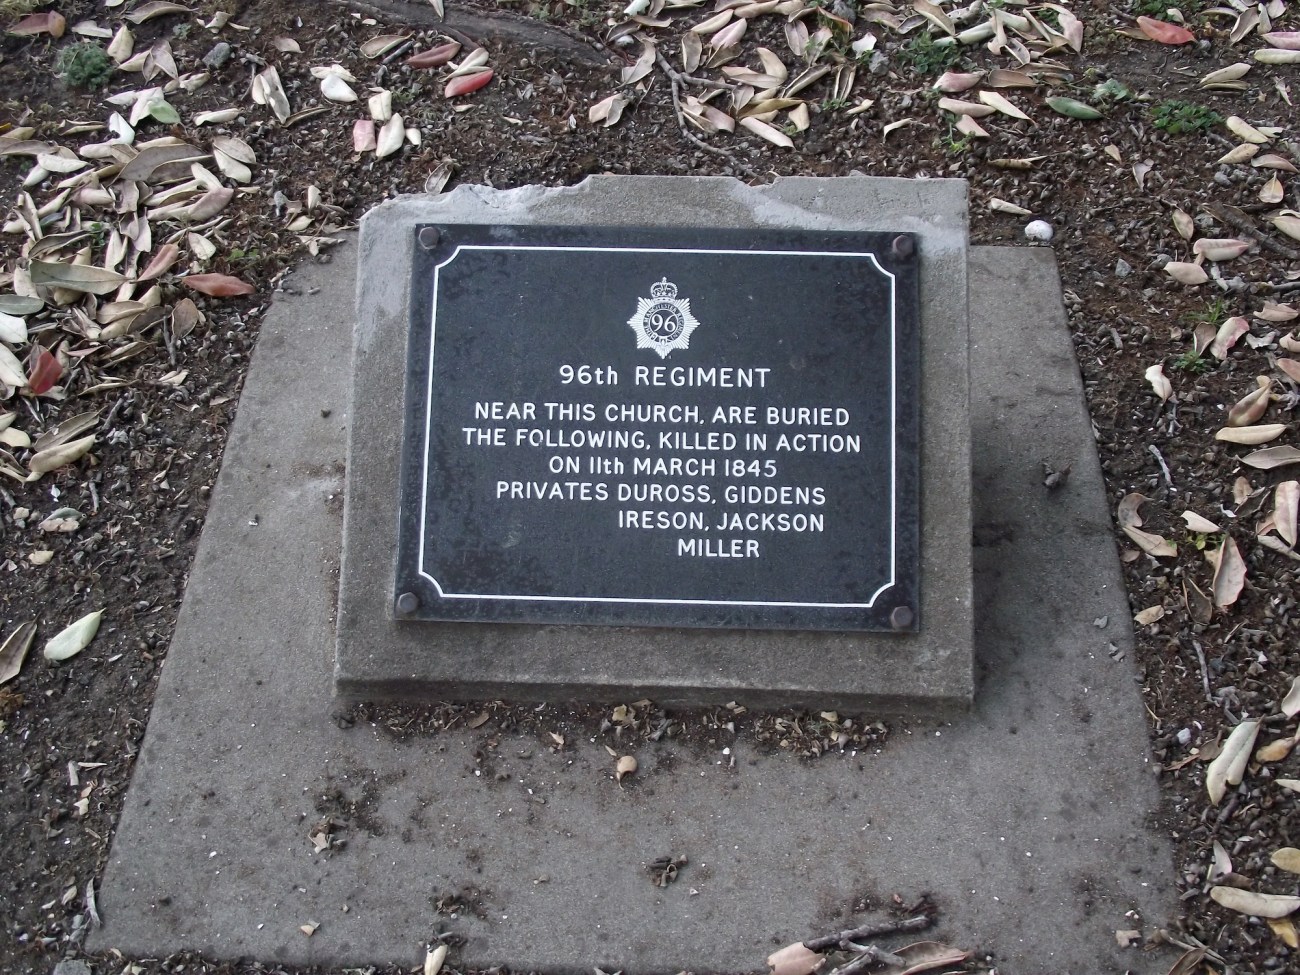 96
96th REGIMENT
NEAR THIS CHURCH, ARE BURIED
THE FOLLOWING, KILLED IN ACTION
ON 11th MARCH 1845
PRIVATES DUROSS, GIDDENS
IRESON, JACKSON
MILLER